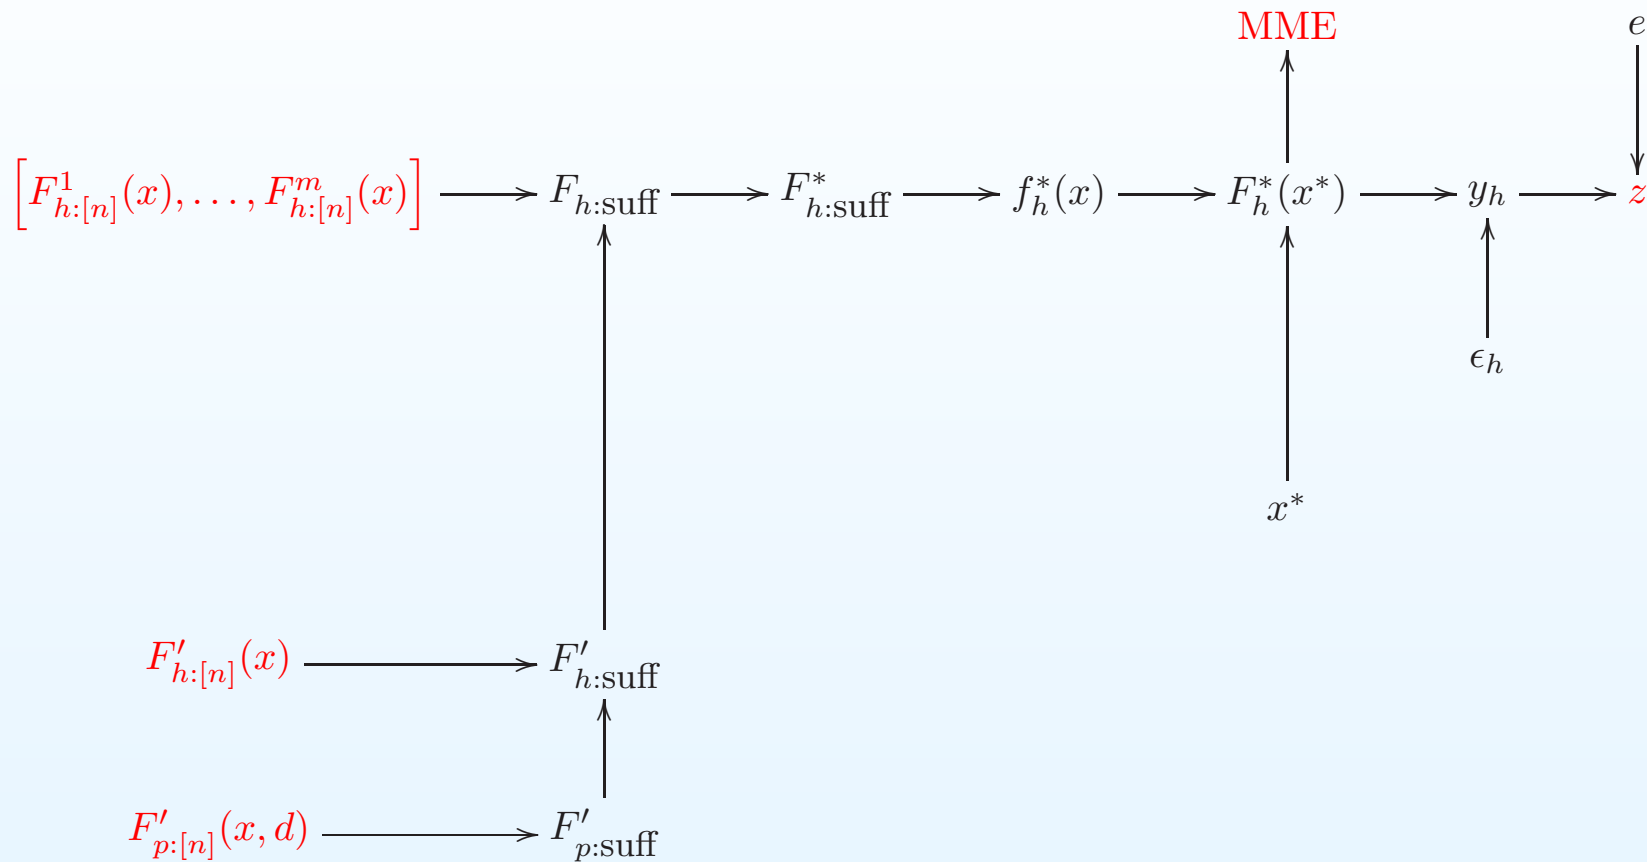 MME e
[F^1_{h:[n]}(x), . . . , F^m_{h:[n]}(x)] F_{h:suff} F^*_{h:suff} f^*_h(x) F^*_h(x^*) y_h z
ϵ_h
x^*
F'_{h:[n]}(x) F'_{h:suff}
F'_{p:[n]}(x, d) F'_{p:suff}